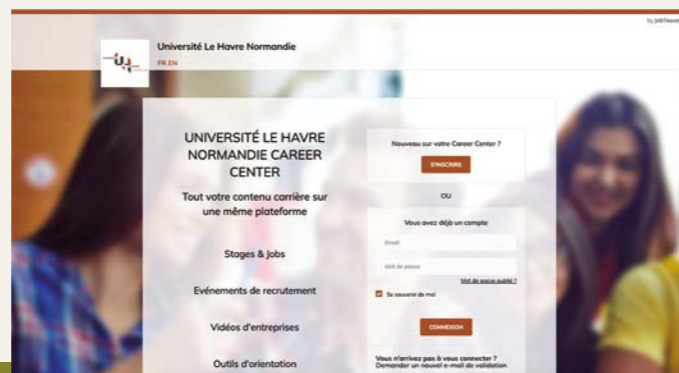 by JobTeaser
Université Le Havre Normandie
FR EN
UNIVERSITÉ LE HAVRE
NORMANDIE CAREER
CENTER
Tout votre contenu carrière sur
une même plateforme
Stages & Jobs
Evénements de recrutement
Vidéos d'entreprises
Outils d'orientation
Nouveau sur votre Career Center ?
S'INSCRIRE
OU
Vous avez déjà un compte
Email
Mot de passe
Mot de passe oublié ?
Se souvenir de moi
CONNEXION
Vous n'arrivez pas à vous connecter ?
Demander un nouvel e-mail de validation